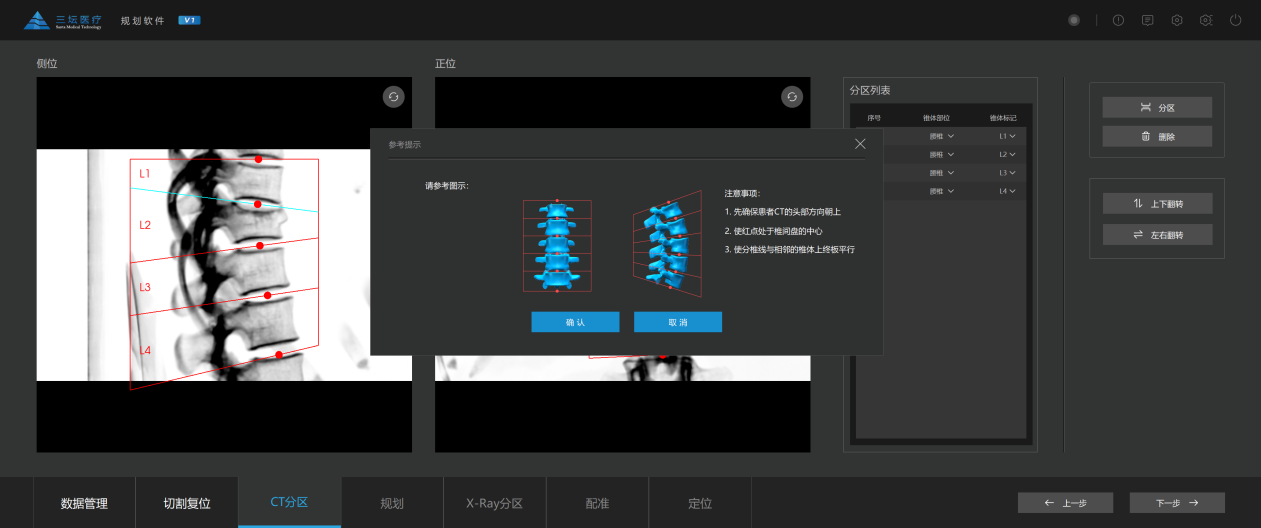 三坛医疗
Santa Medical Technology
规划软件 V1
侧位
正位
L1
L2
L3
L4
参考提示
请参考图示:
注意事项:
1. 先确保患者CT的头部方向朝上
2. 使红点处于椎间盘的中心
3. 使分椎线与相邻的椎体上终板平行
确认
取消
分区列表
序号 椎体部位 椎体标记
腰椎 L1
腰椎 L2
腰椎 L3
腰椎 L4
分区
删除
上下翻转
左右翻转
数据管理
切割复位
CT分区
规划
X-Ray分区
配准
定位
上一步
下一步